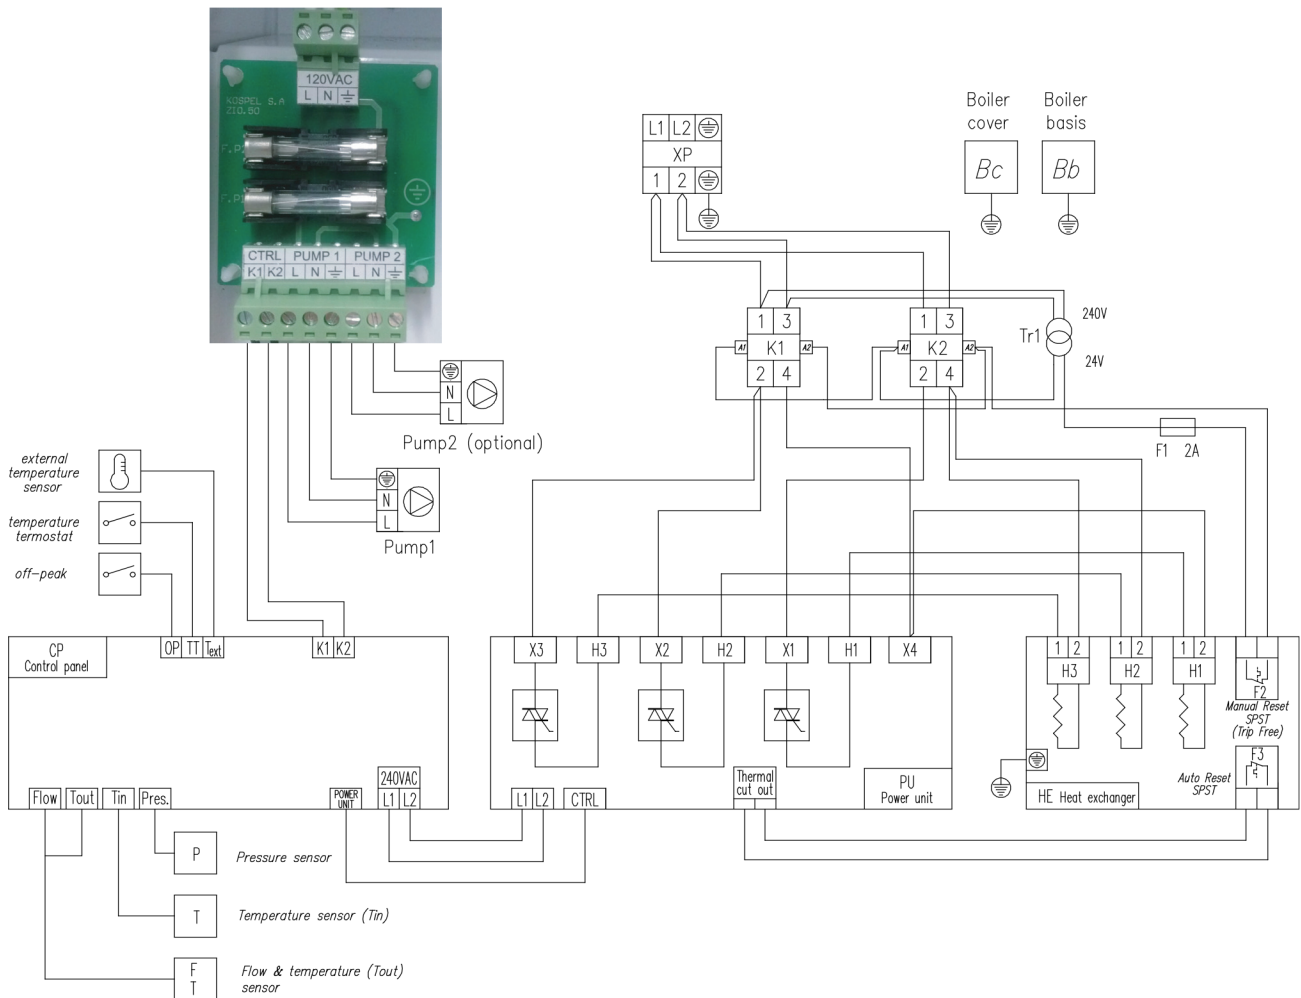 120VAC
L N
KOSPEL S.A
ZIO.60
F.P
F.P
CTRL PUMP 1 PUMP 2
K1 K2 L N L N
Boiler
cover
Boiler
basis
Bc
Bb
L1 L2
XP
1 2
1 3
A1 K1 A2
2 4
1 3
A1 K2 A2
2 4
Tr1
240V
24V
F1 2A
N
L
Pump2 (optional)
N
L
Pump1
external
temperature
sensor
temperature
termostat
off-peak
CP
Control panel
OP TT Text
K1 K2
Flow Tout Tin Pres.
POWER
UNIT
240VAC
L1 L2
X3 H3 X2 H2 X1 H1 X4
Thermal
cut out
PU
Power unit
L1 L2 CTRL
1 2
H3
1 2
H2
1 2
H1
F2
Manual Reset
SPST
(Trip Free)
F3
Auto Reset
SPST
HE Heat exchanger
P
Pressure sensor
T
Temperature sensor (Tin)
F
T
Flow & temperature (Tout)
sensor